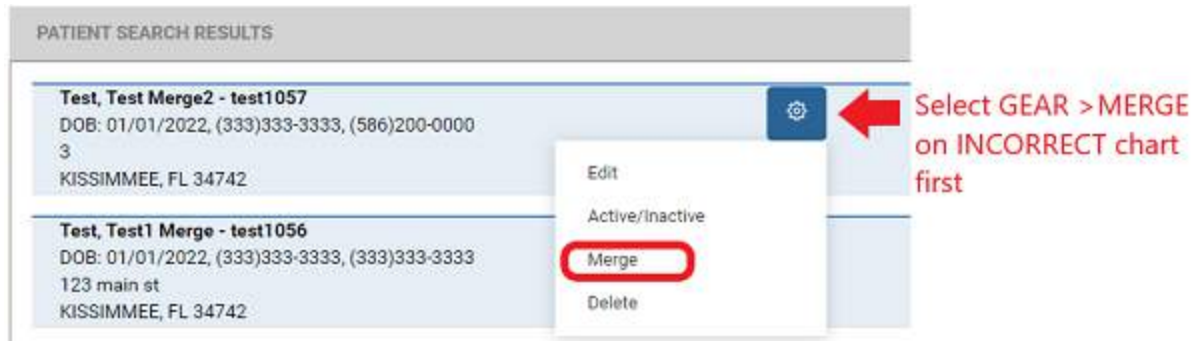 PATIENT SEARCH RESULTS
Test, Test Merge2 - test1057
DOB: 01/01/2022, (333)333-3333, (586)200-0000
3
KISSIMMEE, FL 34742
Select GEAR >MERGE
on INCORRECT chart
first
Edit
Active/Inactive
Merge
Delete
Test, Test1 Merge - test1056
DOB: 01/01/2022, (333)333-3333, (333)333-3333
123 main st
KISSIMMEE, FL 34742